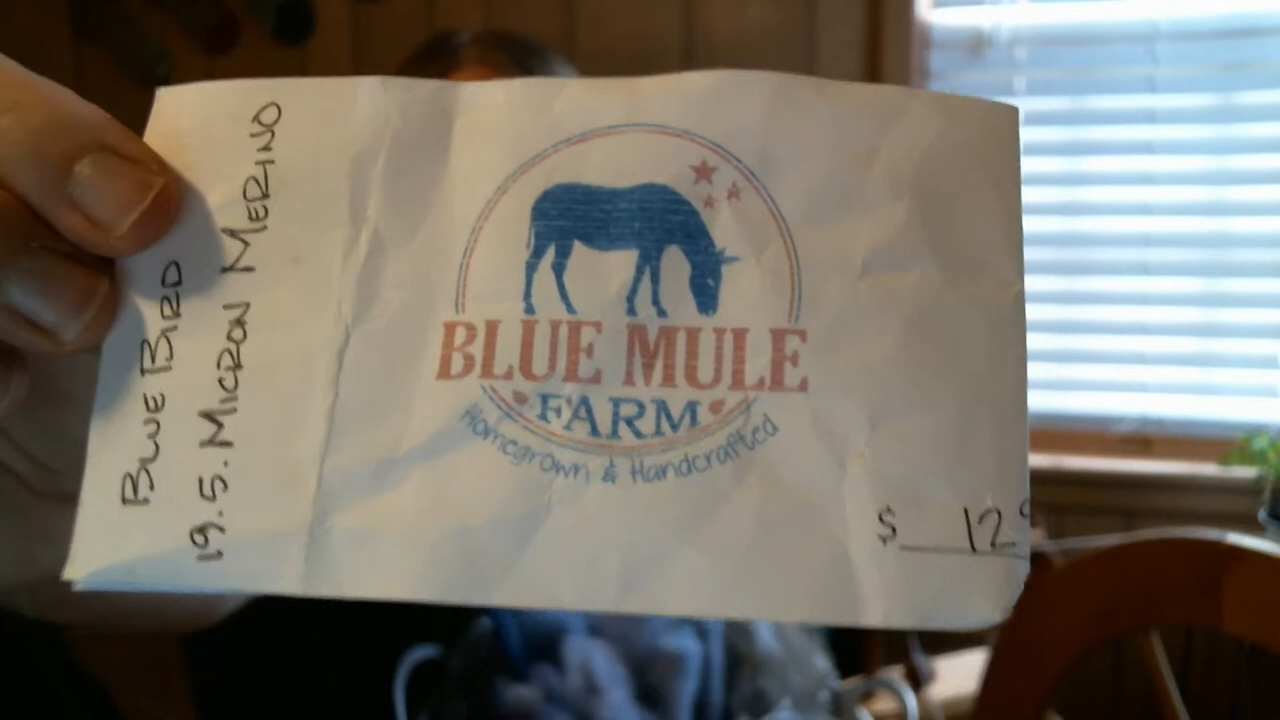 BLUE BIRD
19.5. MICRON MERINO
BLUE MULE
FARM
Homegrown & Handcrafted
$ 12